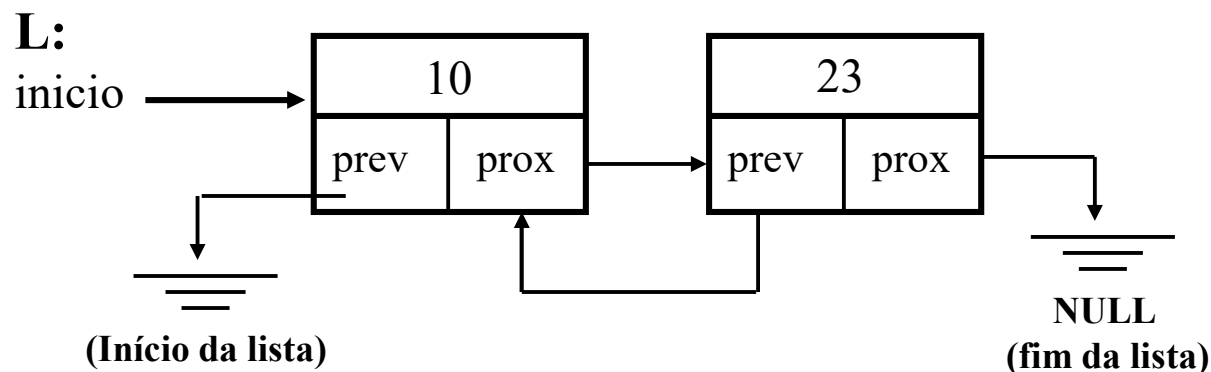 L:
inicio
10
23
prev
prox
prev
prox
(Início da lista)
NULL
(fim da lista)